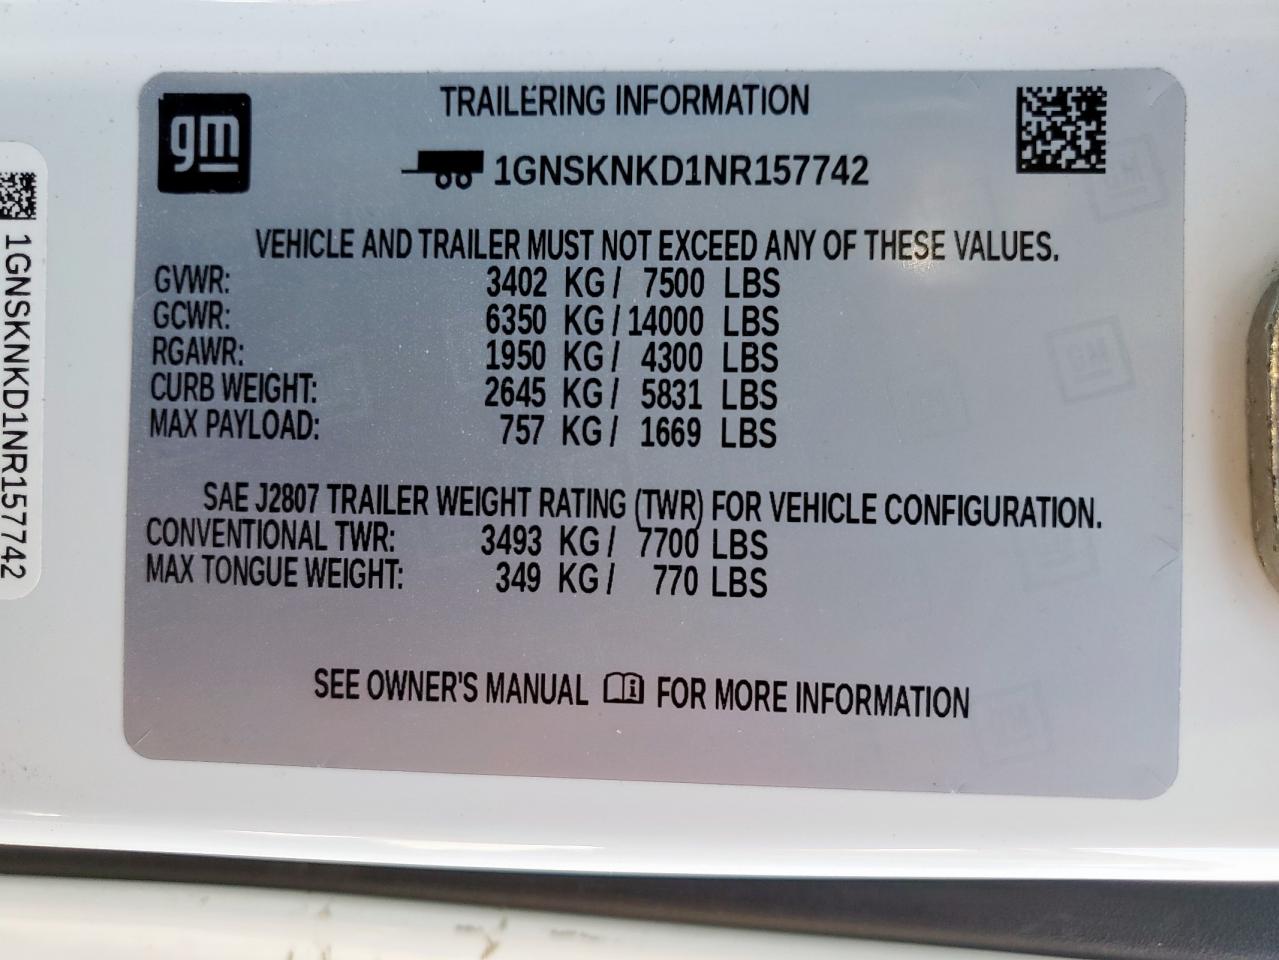 TRAILERING INFORMATION
gm
1GNSKNKD1NR157742
VEHICLE AND TRAILER MUST NOT EXCEED ANY OF THESE VALUES.
GVWR: 3402 KG / 7500 LBS
GCWR: 6350 KG / 14000 LBS
RGAWR: 1950 KG / 4300 LBS
CURB WEIGHT: 2645 KG / 5831 LBS
MAX PAYLOAD: 757 KG / 1669 LBS
SAE J2807 TRAILER WEIGHT RATING (TWR) FOR VEHICLE CONFIGURATION.
CONVENTIONAL TWR: 3493 KG / 7700 LBS
MAX TONGUE WEIGHT: 349 KG / 770 LBS
SEE OWNER'S MANUAL FOR MORE INFORMATION
1GNSKNKD1NR157742